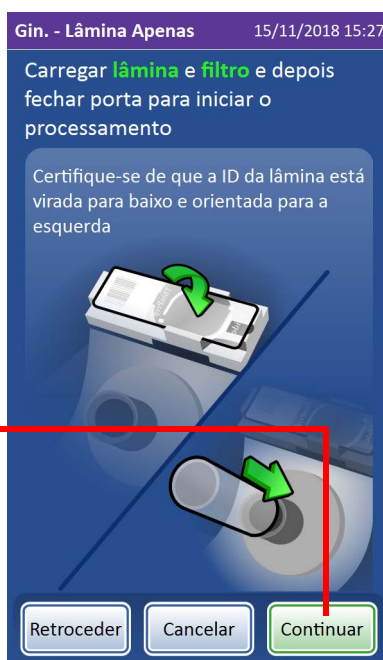 Gin. - Lâmina Apenas 15/11/2018 15:27
Carregar lâmina e filtro e depois
fechar porta para iniciar o
processamento
Certifique-se de que a ID da lâmina está
virada para baixo e orientada para a
esquerda
Retroceder Cancelar Continuar